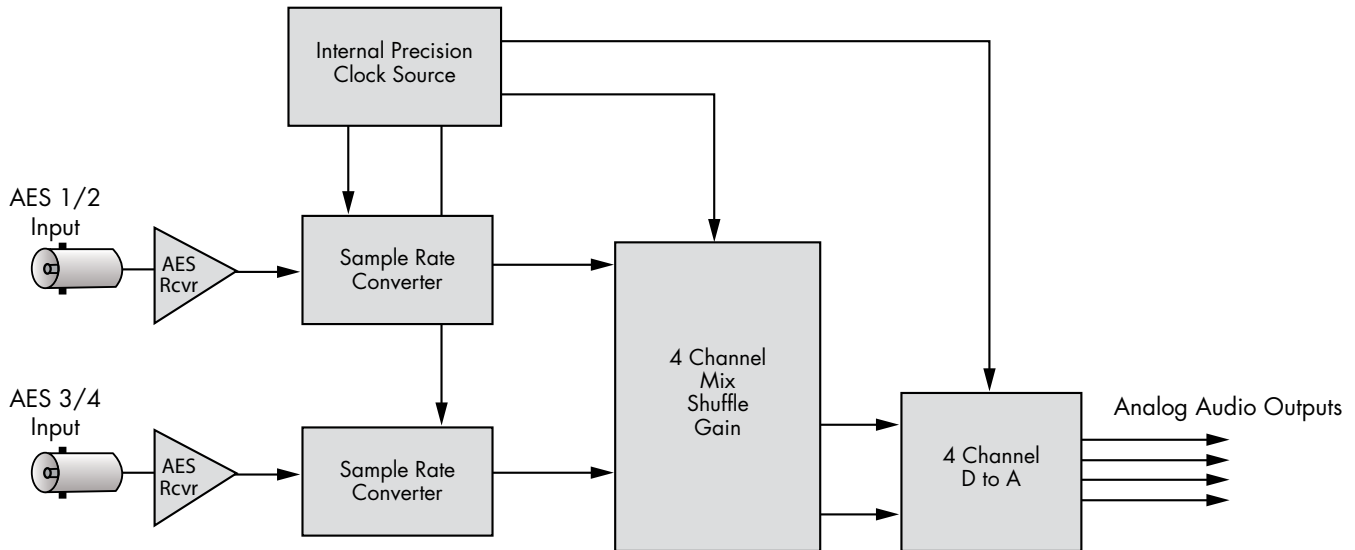 Internal Precision
Clock Source
AES 1/2
Input
AES
Rcvr
Sample Rate
Converter
AES 3/4
Input
AES
Rcvr
Sample Rate
Converter
4 Channel
Mix
Shuffle
Gain
4 Channel
D to A
Analog Audio Outputs